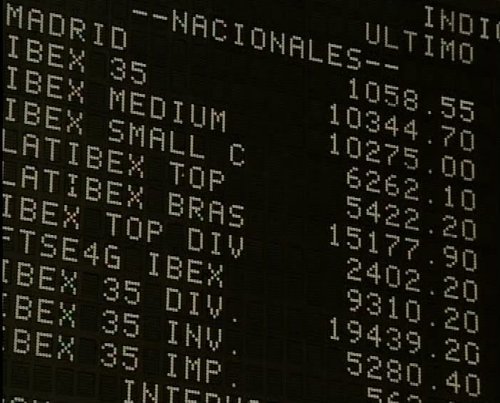 INDIC
ULTIMO
--NACIONALES--
MADRID 1058.55
IBEX 35 10344.70
IBEX MEDIUM 10275.00
IBEX SMALL C 6262.10
LATIBEX TOP 5422.20
LATIBEX BRAS 15177.90
IBEX TOP DIV 2402.20
FTSE4G IBEX 9310.20
IBEX 35 DIV. 19439.20
IBEX 35 INV. 5280.40
IBEX 35 IMP.